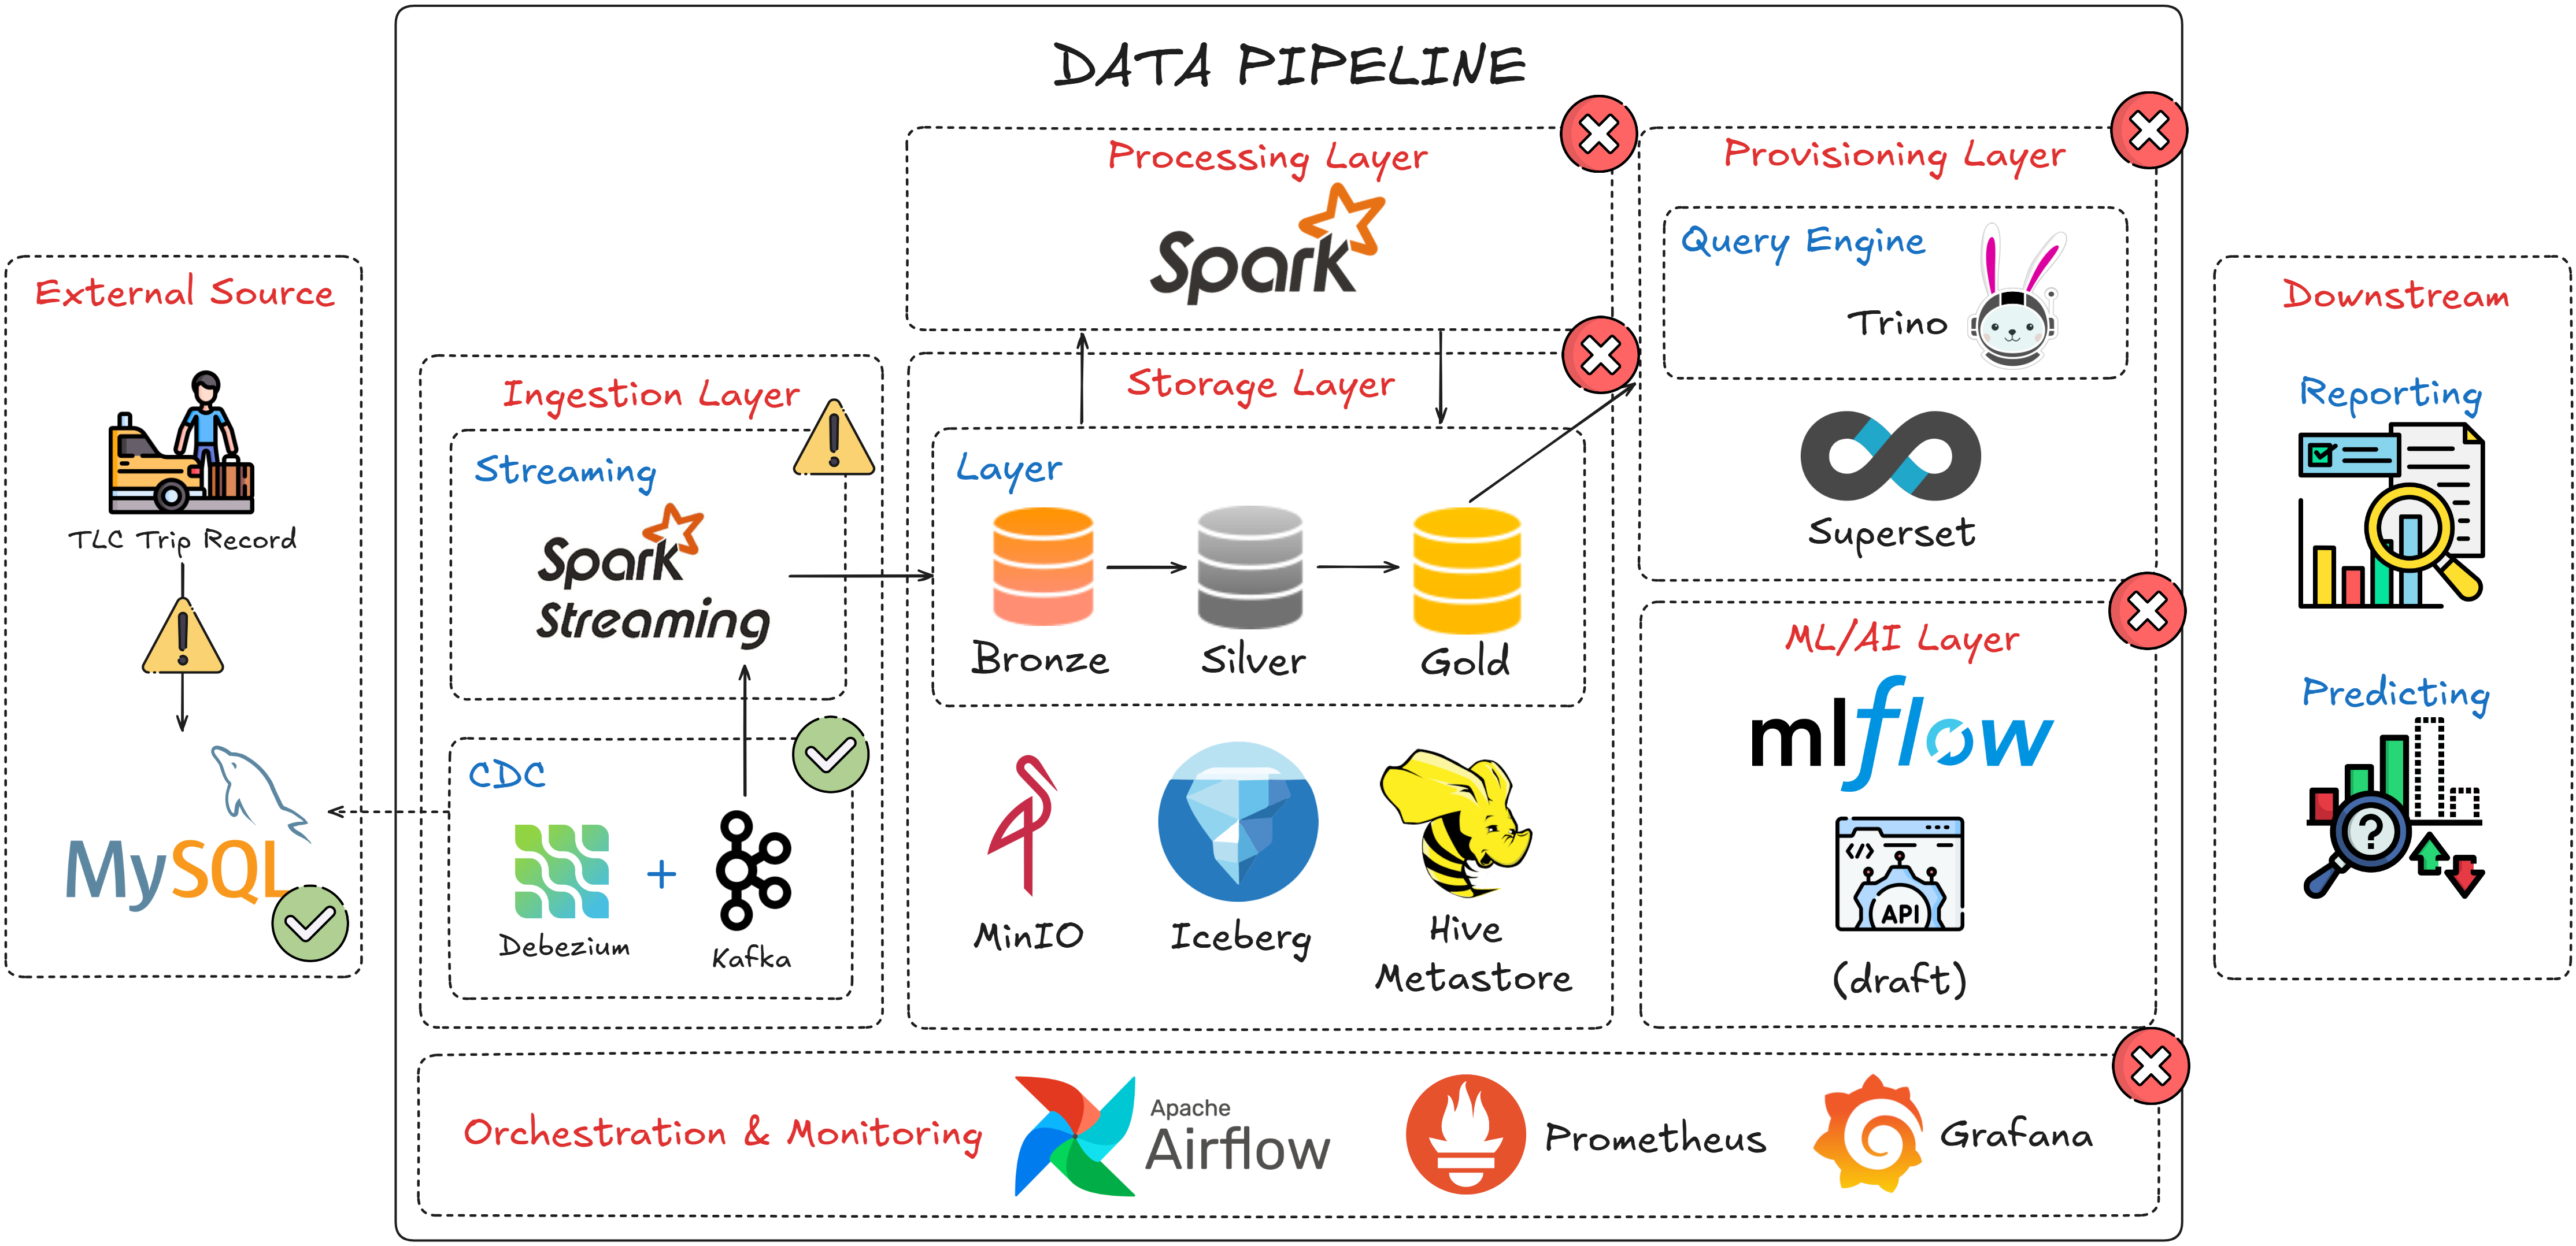 DATA PIPELINE
External Source
TLC Trip Record
MySQL
Ingestion Layer
Streaming
Spark
Streaming
CDC
Debezium
+
Kafka
Processing Layer
Spark
Storage Layer
Layer
Bronze
Silver
Gold
MinIO
Iceberg
Hive
Metastore
Provisioning Layer
Query Engine
Trino
Superset
ML/AI Layer
mlflow
</>
API
(draft)
Orchestration & Monitoring
Apache
Airflow
Prometheus
Grafana
Downstream
Reporting
Predicting
?